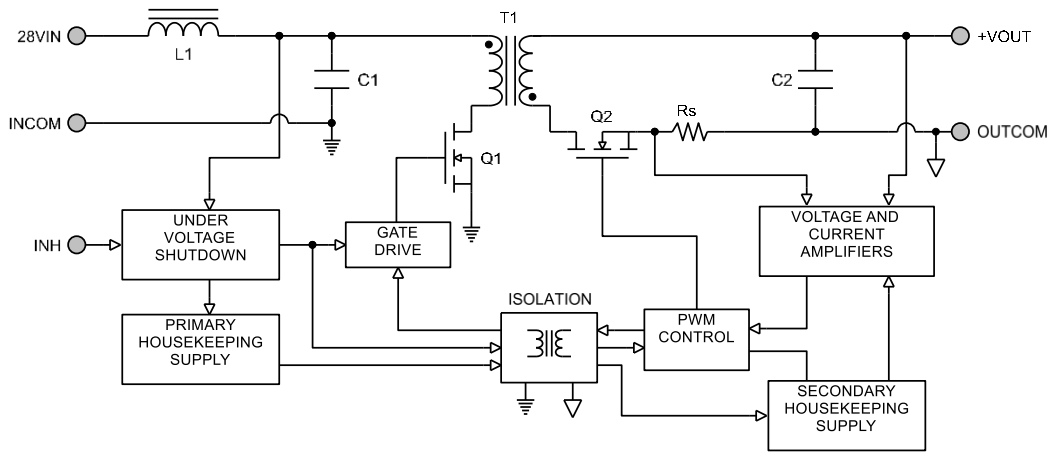 T1
28VIN
L1
C1
C2
+VOUT
INCOM
Q1
Q2
Rs
OUTCOM
INH
UNDER
VOLTAGE
SHUTDOWN
GATE
DRIVE
VOLTAGE AND
CURRENT
AMPLIFIERS
ISOLATION
PRIMARY
HOUSEKEEPING
SUPPLY
PWM
CONTROL
SECONDARY
HOUSEKEEPING
SUPPLY